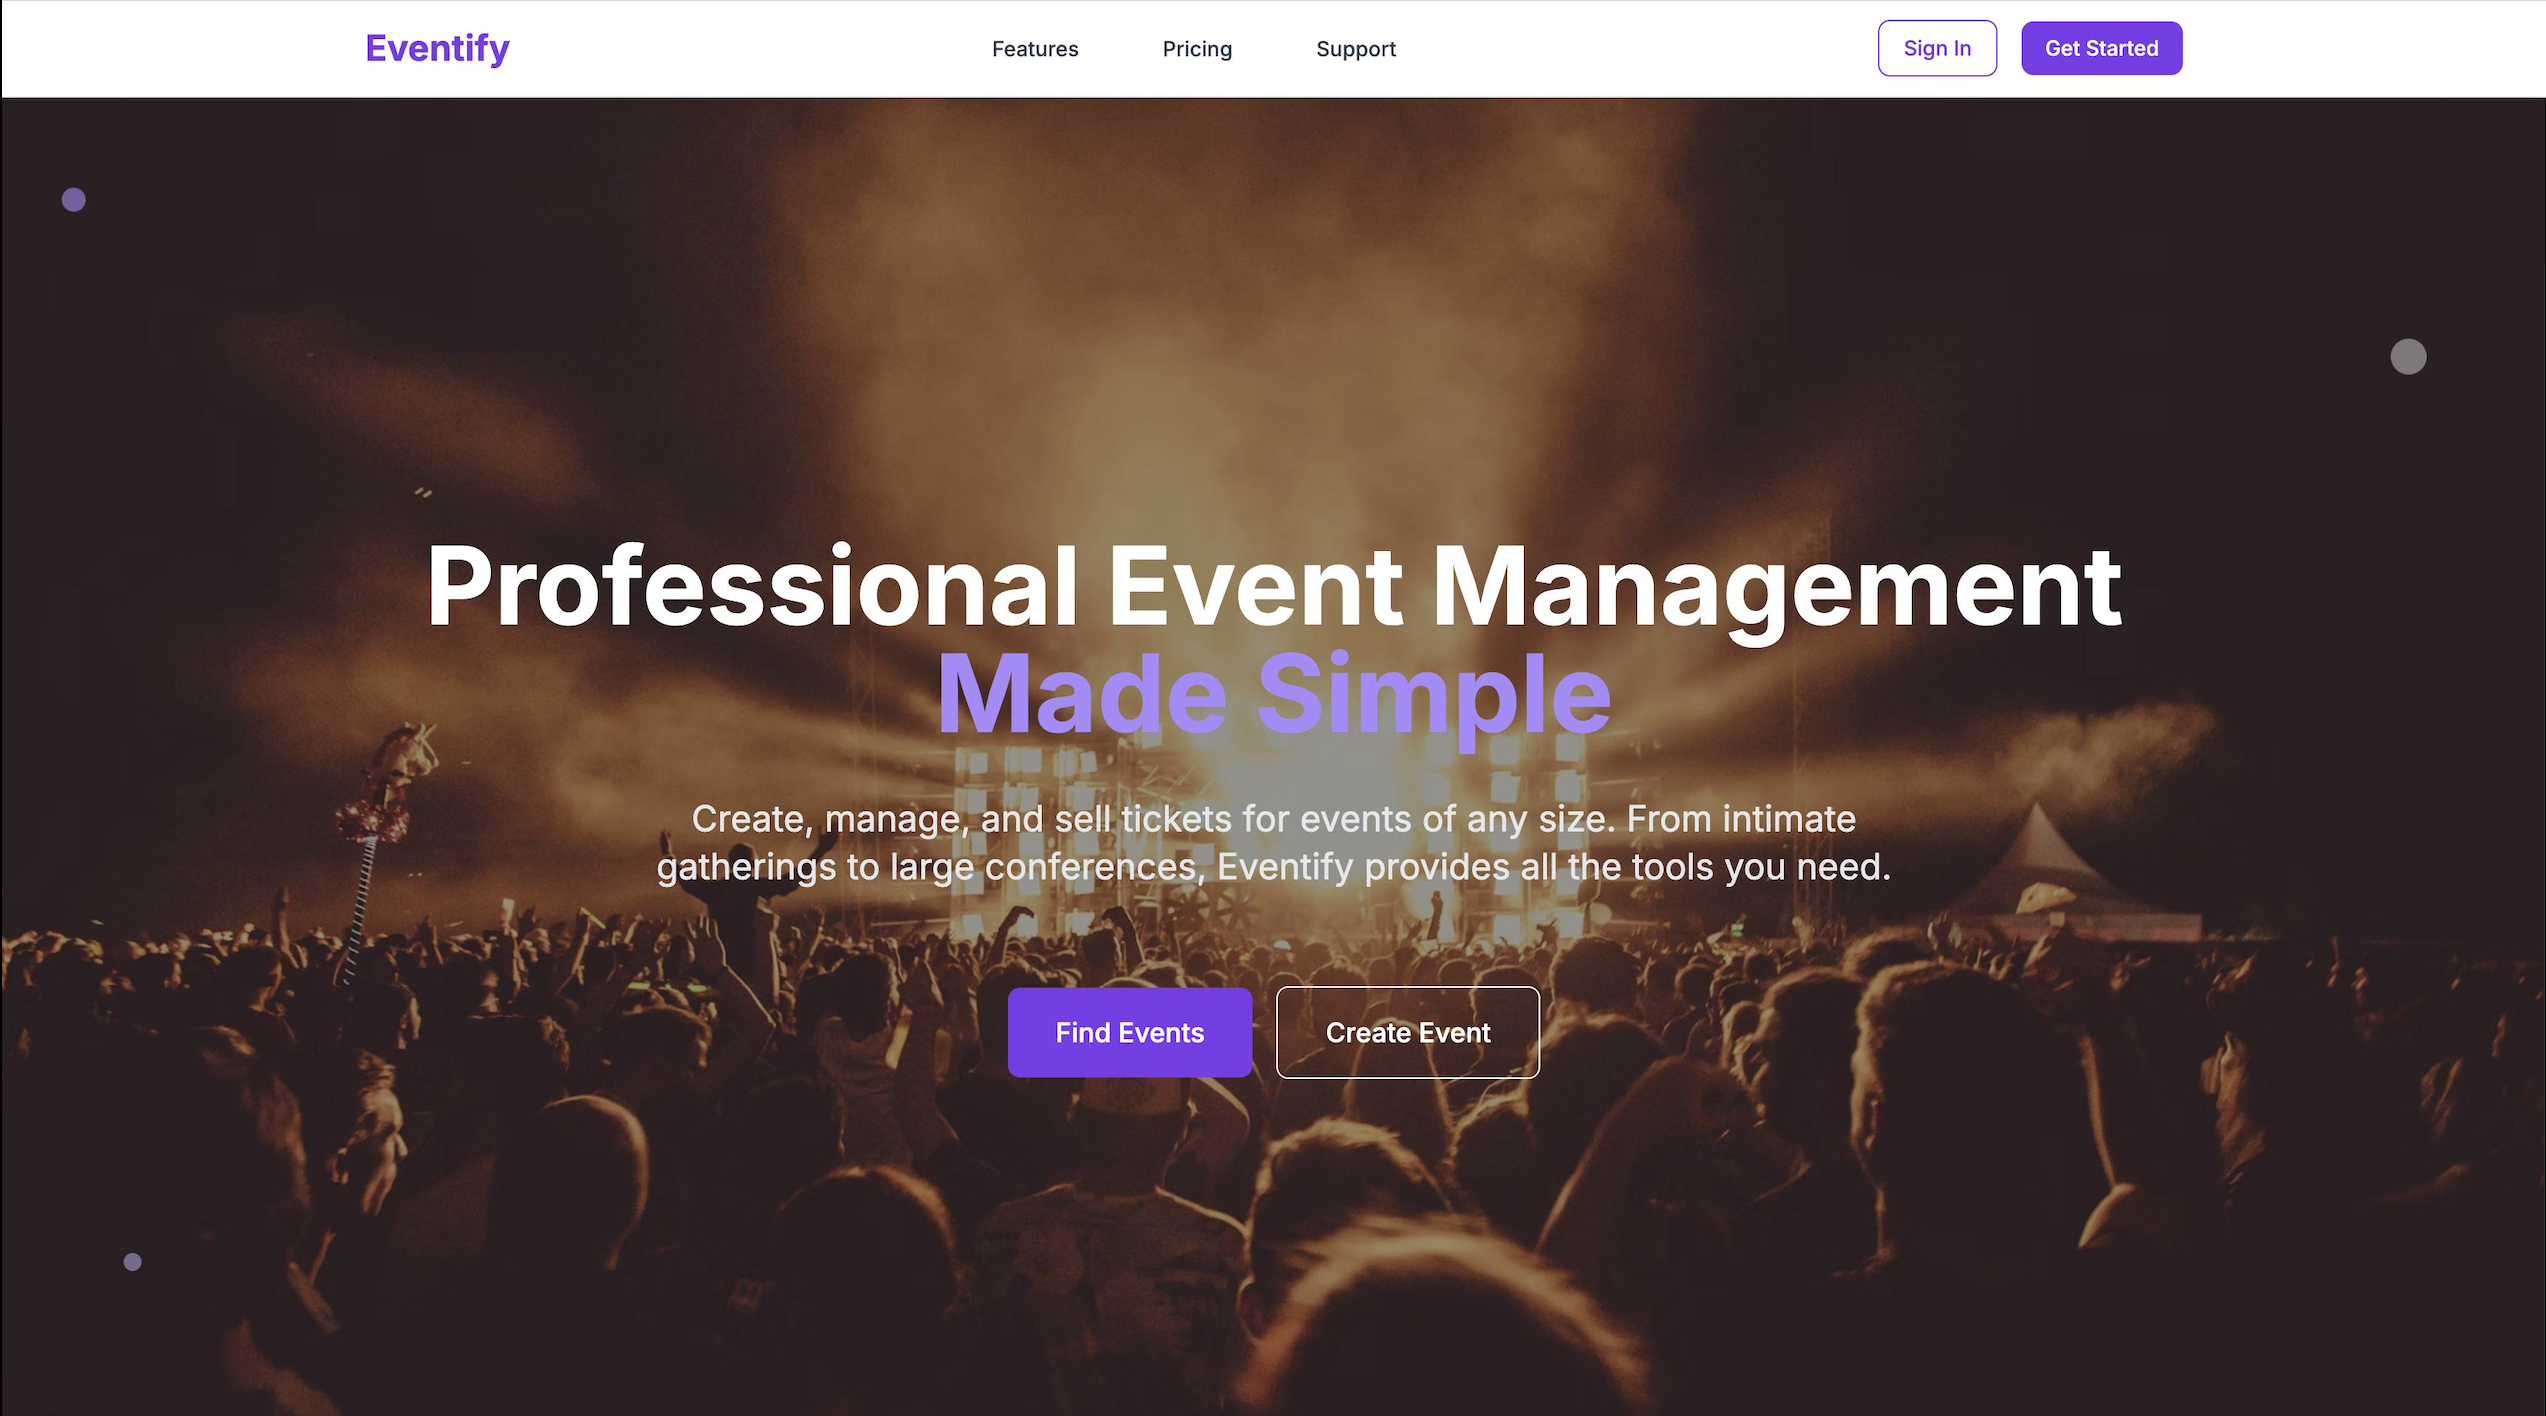 Eventify
Features
Pricing
Support
Sign In
Get Started
Professional Event Management
Made Simple
Create, manage, and sell tickets for events of any size. From intimate
gatherings to large conferences, Eventify provides all the tools you need.
Find Events
Create Event